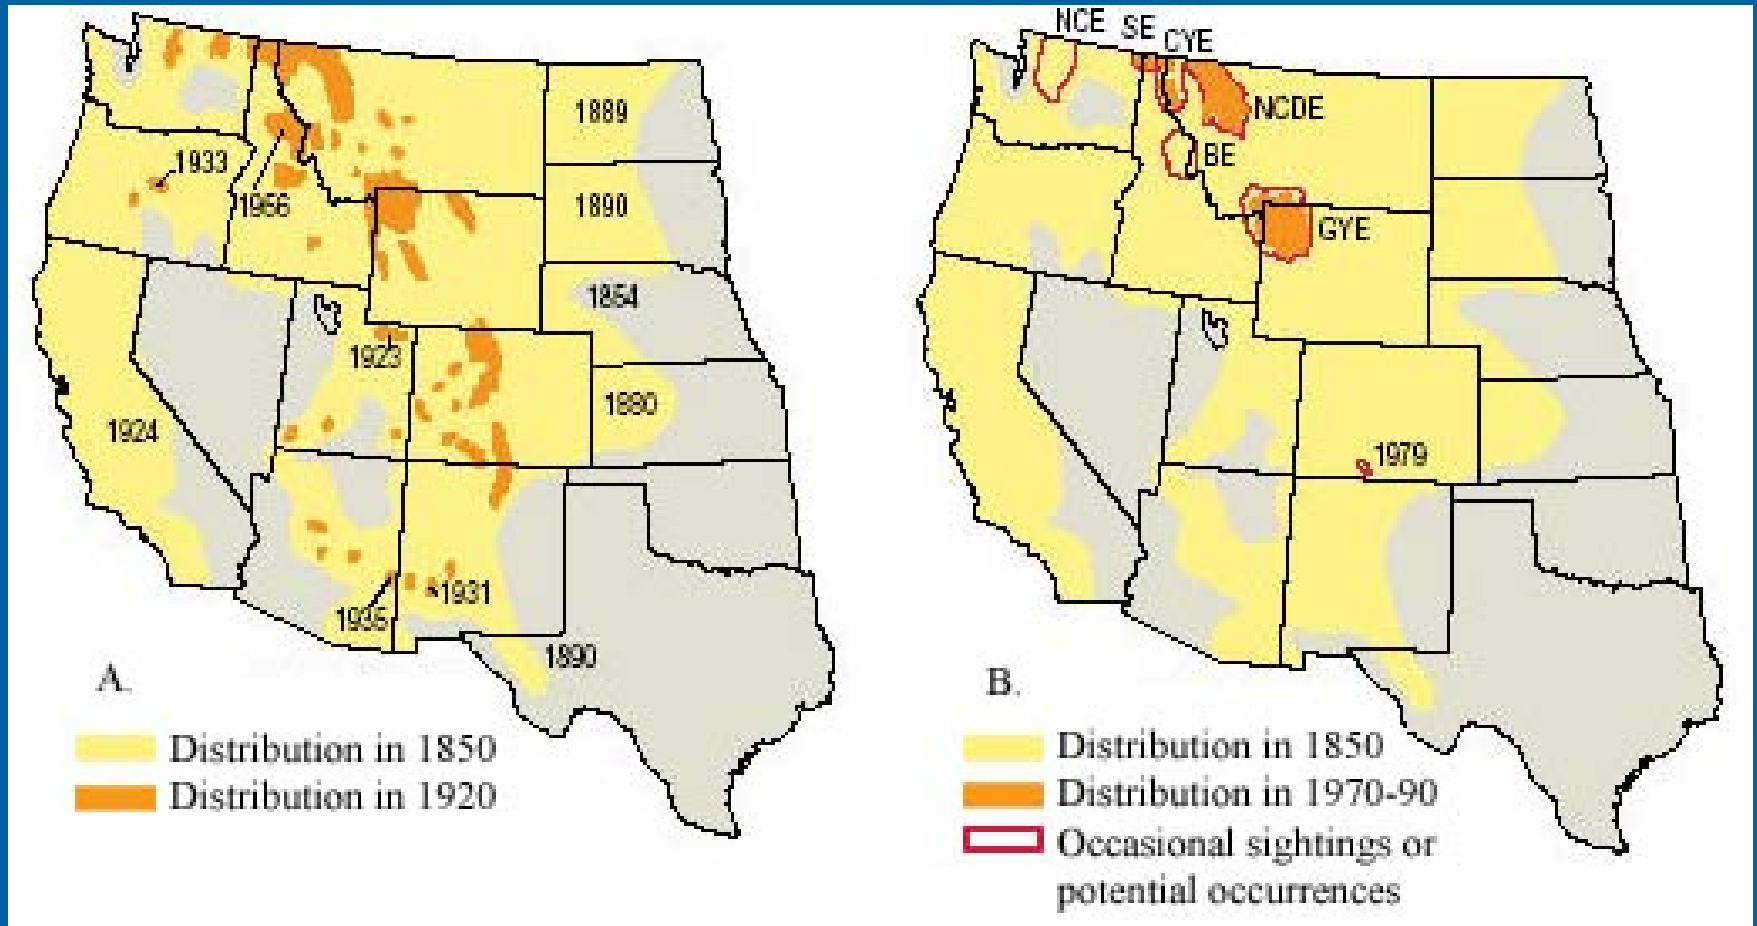 1889
1933
1956
1890
1854
1923
1880
1924
1931
1935
1890
A.
Distribution in 1850
Distribution in 1920
NCE
SE
CYE
NCDE
BE
GYE
1979
B.
Distribution in 1850
Distribution in 1970-90
Occasional sightings or
potential occurrences